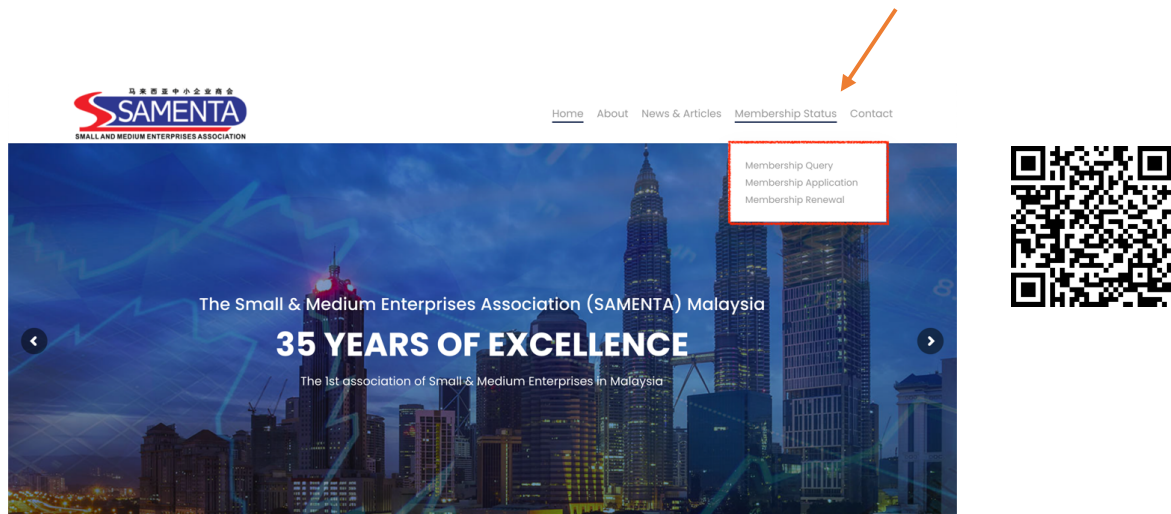 马来西亚中小企业商会
SAMENTA
SMALL AND MEDIUM ENTERPRISES ASSOCIATION
Home About News & Articles Membership Status Contact
Membership Query
Membership Application
Membership Renewal
The Small & Medium Enterprises Association (SAMENTA) Malaysia
35 YEARS OF EXCELLENCE
The 1st association of Small & Medium Enterprises in Malaysia